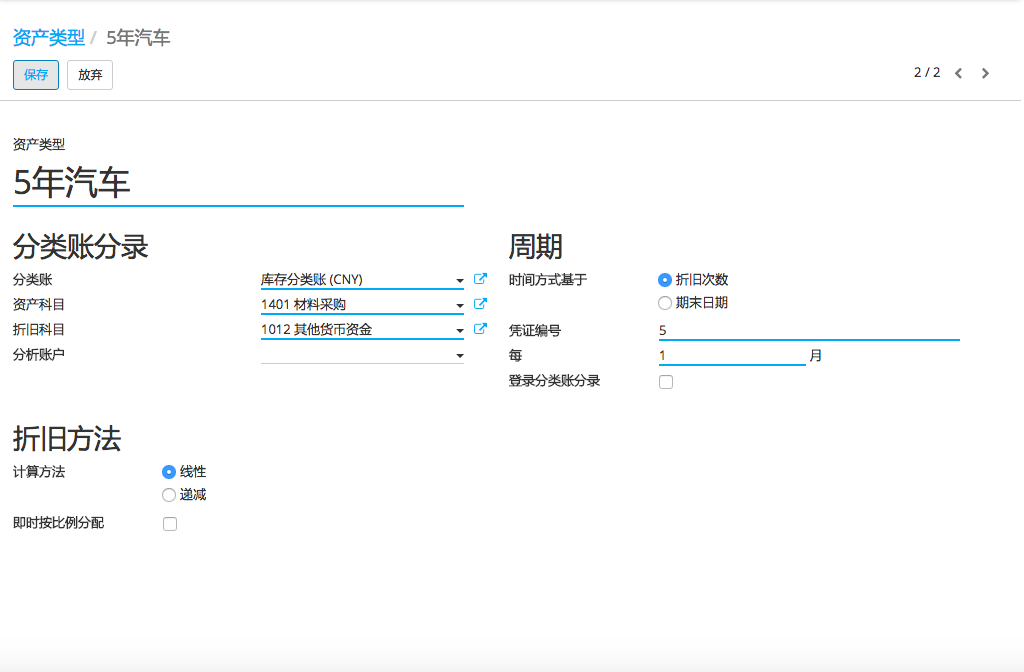 资产类型 / 5年汽车
保存 放弃
2 / 2
资产类型
5年汽车
分类账分录
分类账 库存分类账 (CNY)
资产科目 1401 材料采购
折旧科目 1012 其他货币资金
分析账户
周期
时间方式基于 折旧次数
期末日期
凭证编号 5
每 1 月
登录分类账分录
折旧方法
计算方法 线性
递减
即时按比例分配